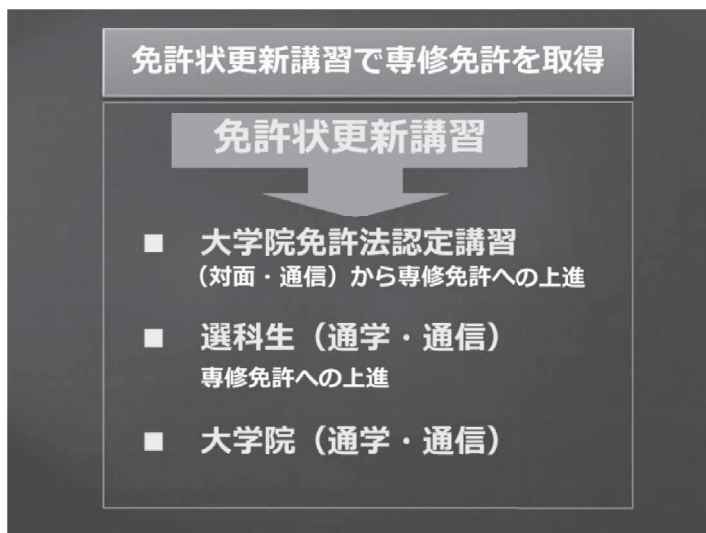 免許状更新講習で専修免許を取得
免許状更新講習
■ 大学院免許法認定講習
（対面・通信）から専修免許への上進
■ 選科生（通学・通信）
専修免許への上進
■ 大学院（通学・通信）